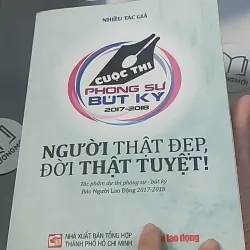 NHIỀU TÁC GIẢ
CUỘC THI
PHÓNG SỰ
BÚT KÝ
2017-2018
NGƯỜI THẬT ĐẸP,
ĐỜI THẬT TUYỆT!
Tác phẩm dự thi phóng sự - bút ký
Báo Người Lao Động 2017-2018
NHÀ XUẤT BẢN TỔNG HỢP
THÀNH PHỐ HỒ CHÍ MINH
lao động